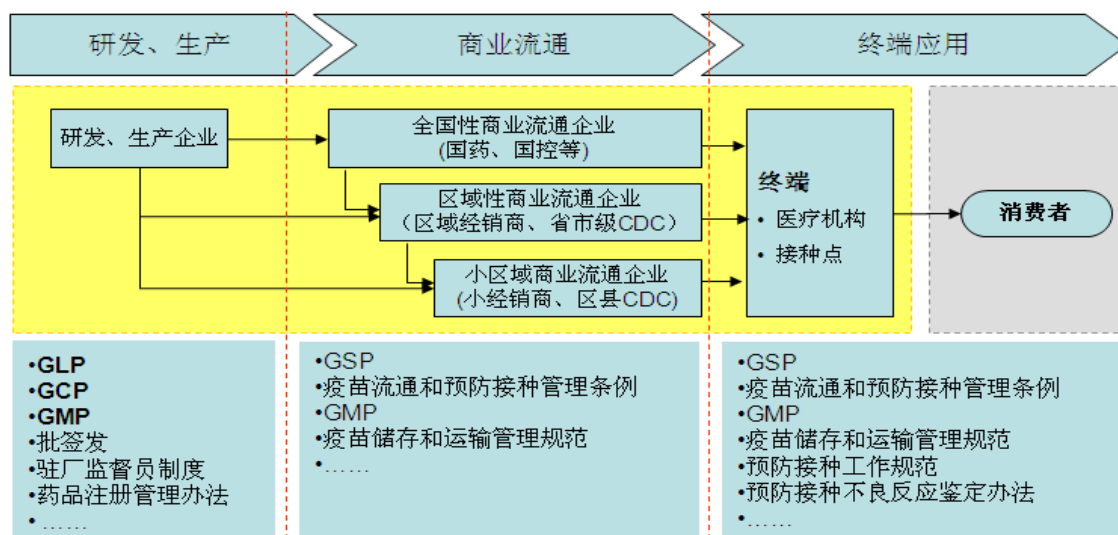 研发、生产
商业流通
终端应用
研发、生产企业
全国性商业流通企业
(国药、国控等)
区域性商业流通企业
（区域经销商、省市级CDC）
小区域商业流通企业
(小经销商、区县CDC)
终端
• 医疗机构
• 接种点
消费者
•GLP
•GCP
•GMP
•批签发
•驻厂监督员制度
•药品注册管理办法
•……
•GSP
•疫苗流通和预防接种管理条例
•GMP
•疫苗储存和运输管理规范
•……
•GSP
•疫苗流通和预防接种管理条例
•GMP
•疫苗储存和运输管理规范
•预防接种工作规范
•预防接种不良反应鉴定办法
•……